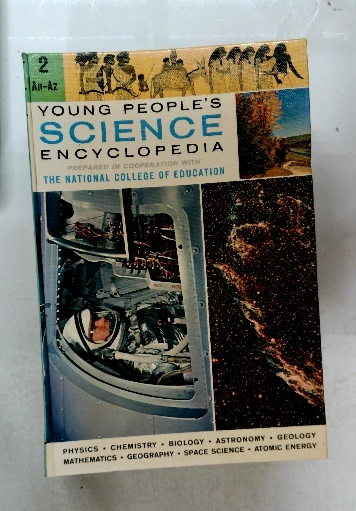 2
An-Az
YOUNG PEOPLE'S
SCIENCE
ENCYCLOPEDIA
PREPARED IN COOPERATION WITH
THE NATIONAL COLLEGE OF EDUCATION
PHYSICS • CHEMISTRY • BIOLOGY • ASTRONOMY • GEOLOGY
MATHEMATICS • GEOGRAPHY • SPACE SCIENCE • ATOMIC ENERGY